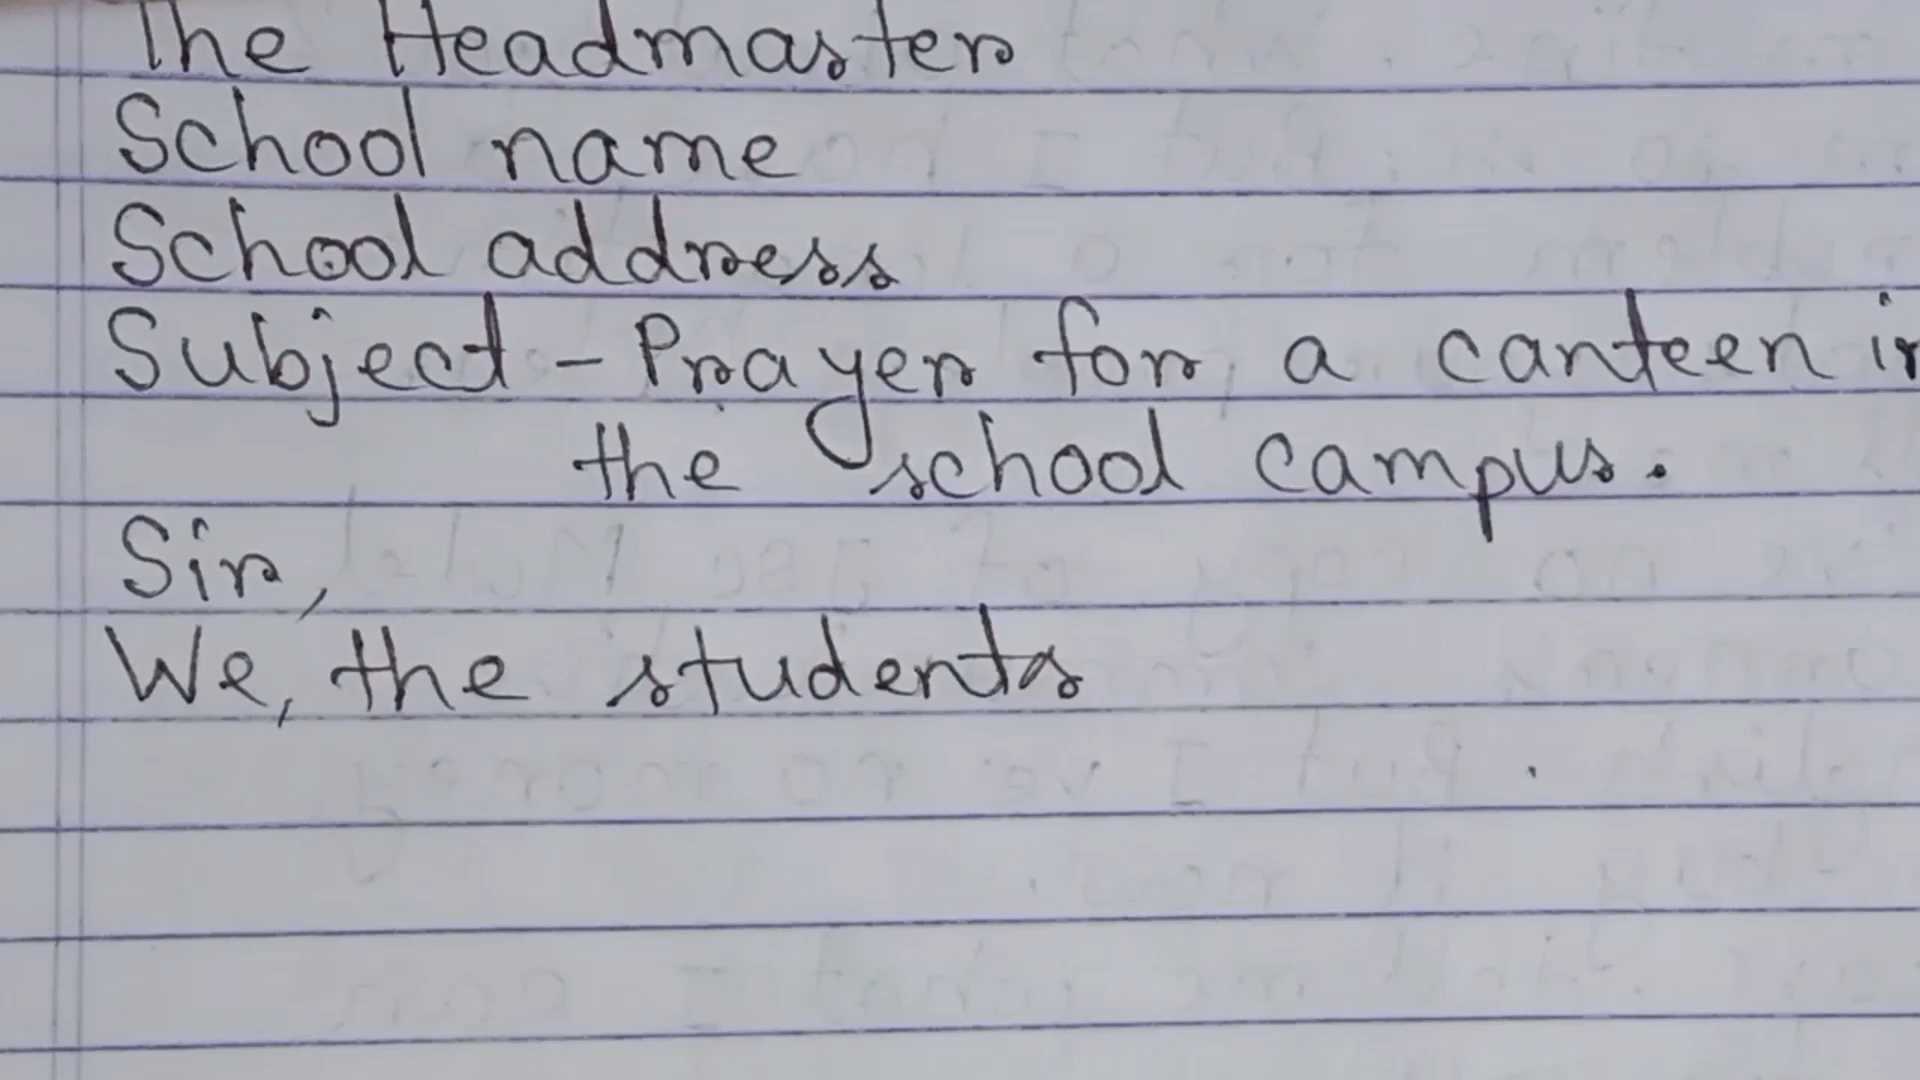 The Headmaster
School name
School address
Subject - Prayer for a canteen in
the school campus.
Sir,
We, the students